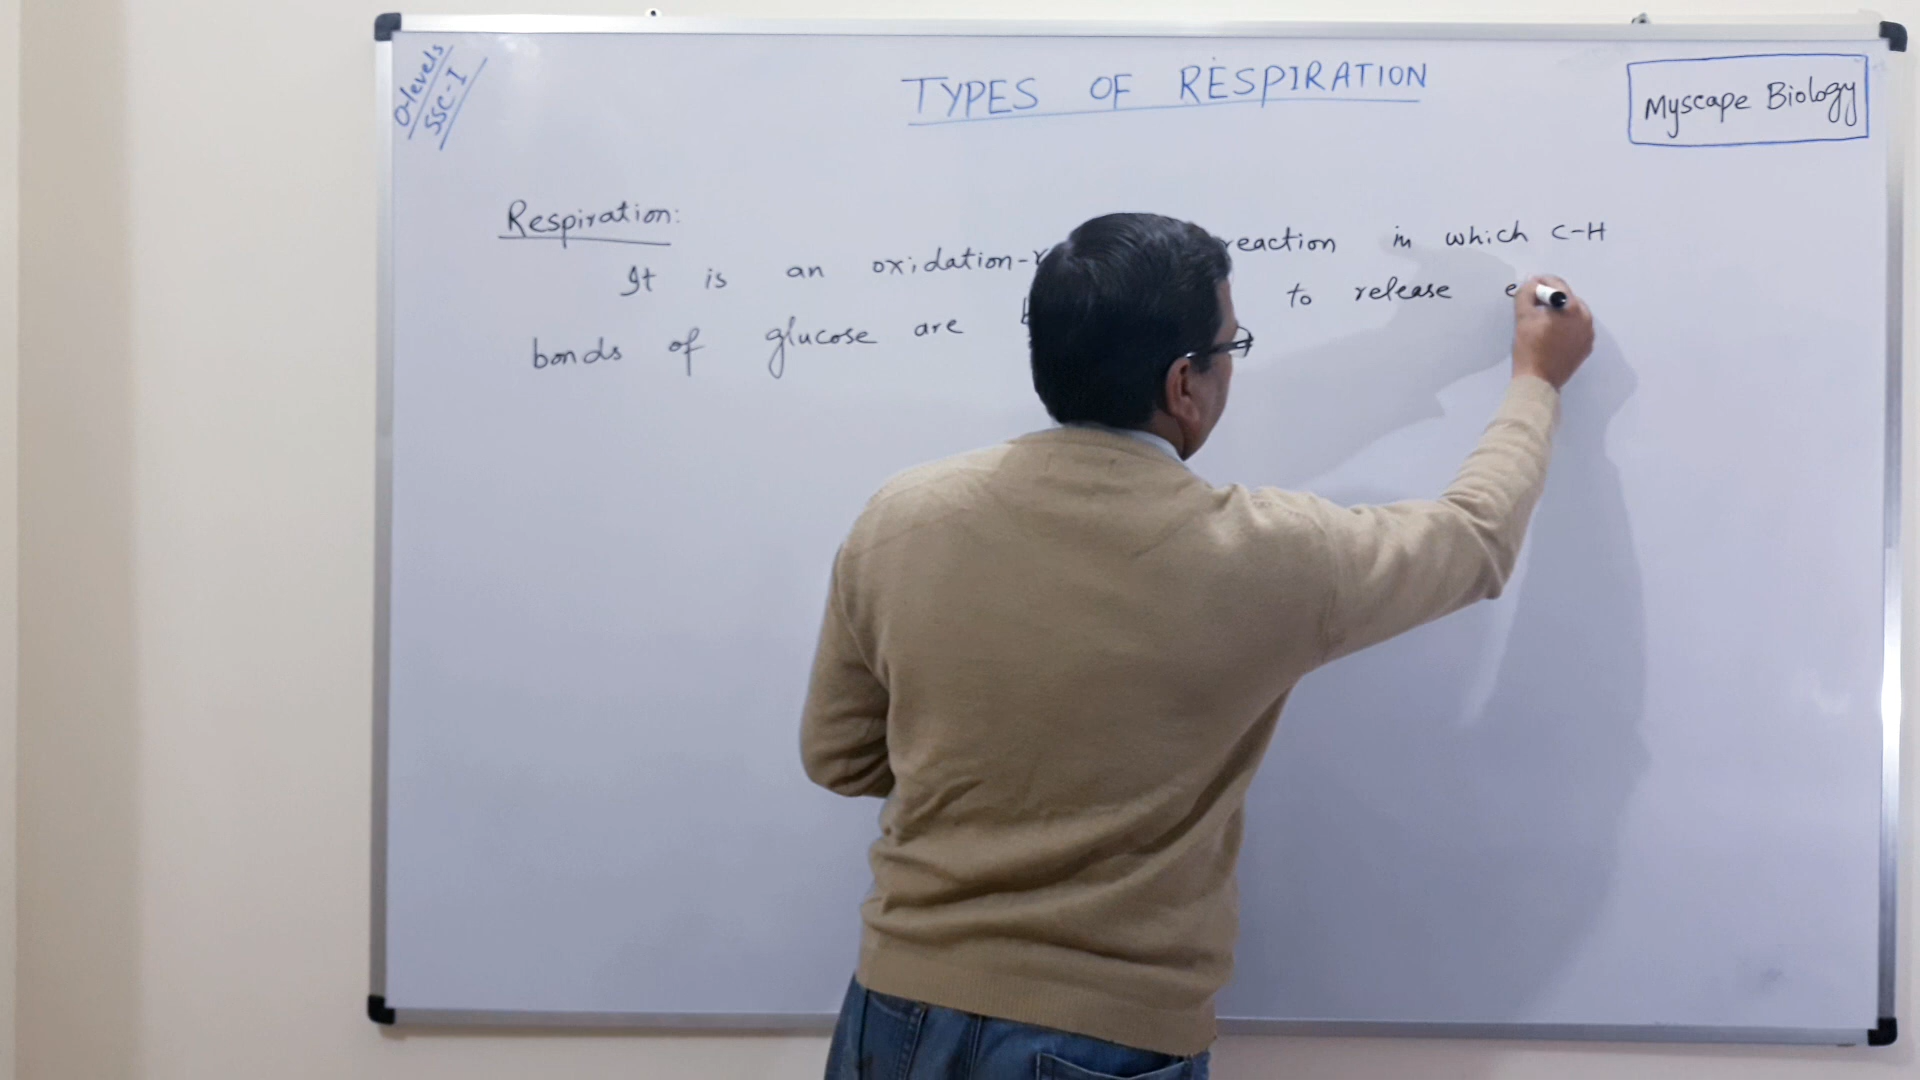 O-levels
SSC-I
TYPES OF RESPIRATION
Myscape Biology
Respiration:
It is an oxidation- reaction in which C-H
bonds of glucose are to release